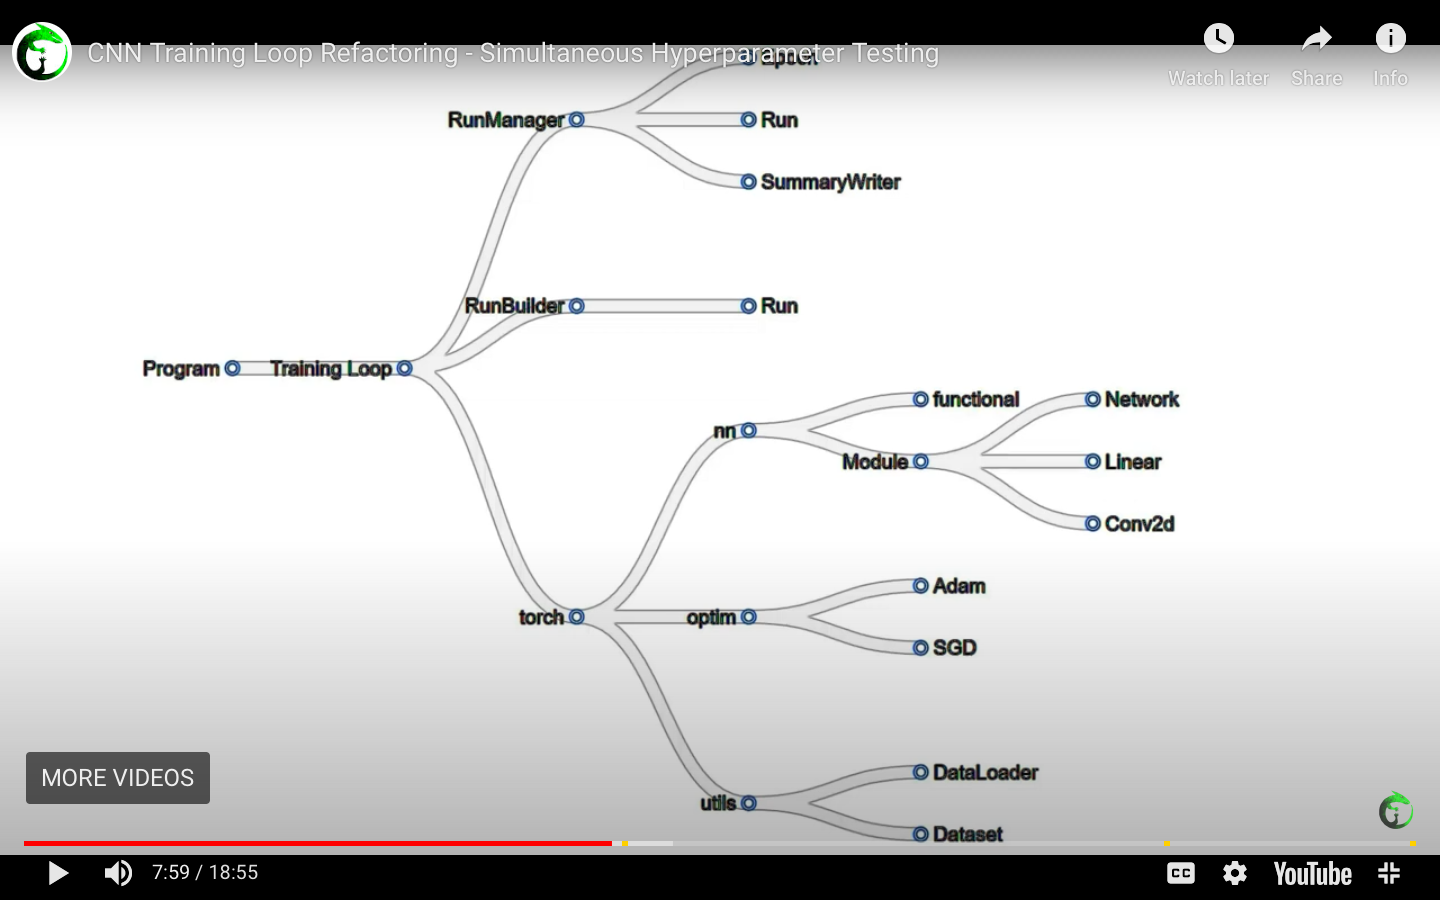 CNN Training Loop Refactoring - Simultaneous Hyperparameter Testing
Watch later
Share
Info
Epoch
RunManager
Run
SummaryWriter
RunBuilder
Run
Program
Training Loop
functional
Network
nn
Module
Linear
Conv2d
Adam
torch
optim
SGD
MORE VIDEOS
DataLoader
utils
Dataset
7:59 / 18:55
CC
YouTube